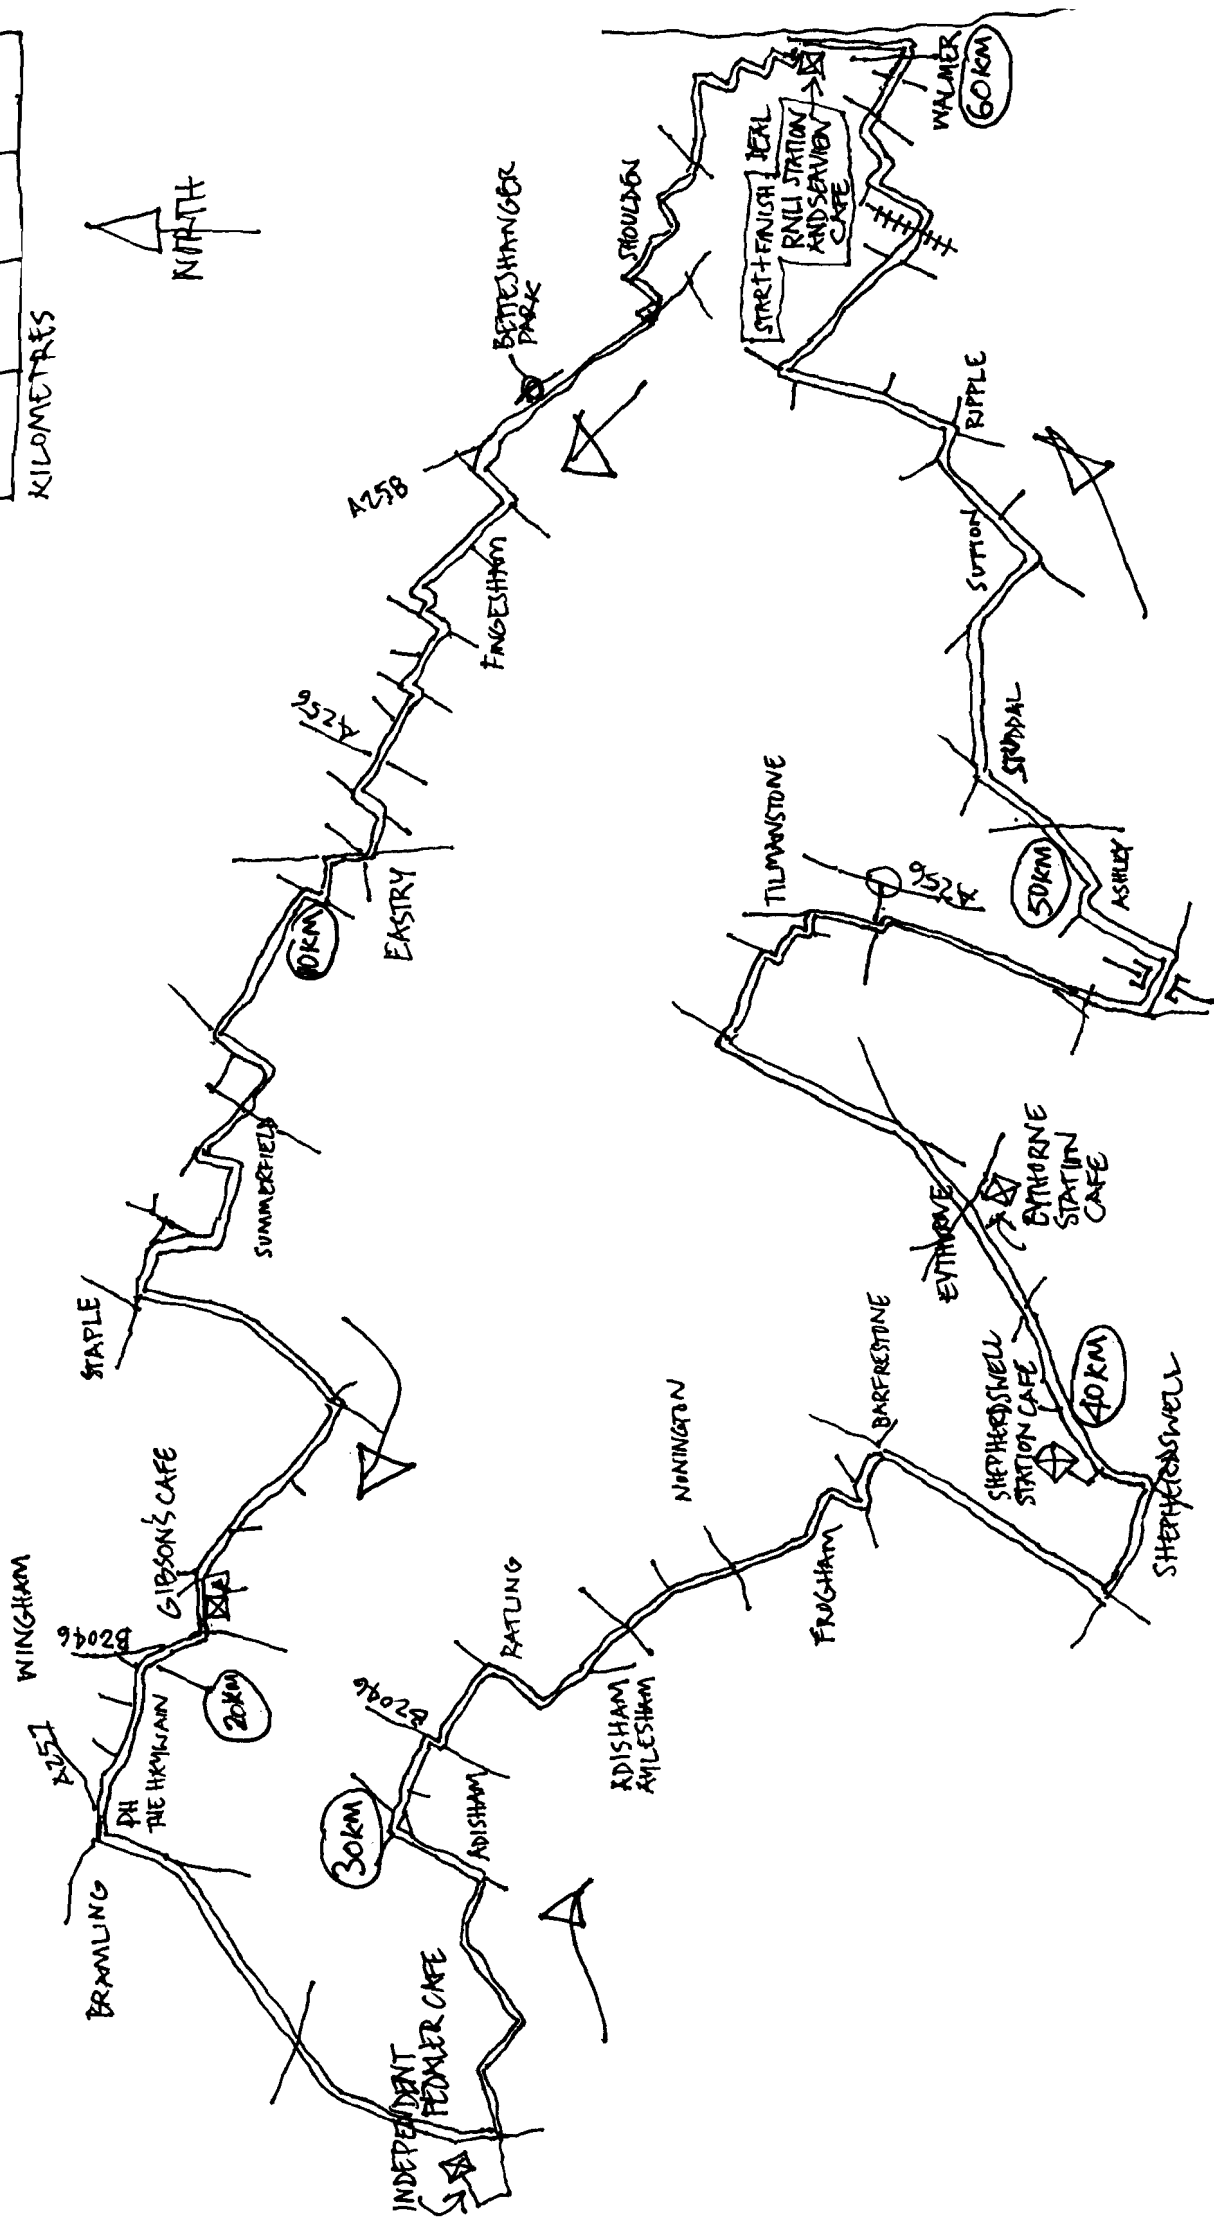 KILOMETRES
NORTH
WALMER
60KM
START+FINISH: DEAL
RNLI STATION
AND SEAVIEW
CAFE
SHOULDEN
BETTESHANGER
PARK
A258
FINGESHAM
A256
EASTRY
10KM
SUMMERFIELD
STAPLE
WINGHAM
GIBSON'S CAFE
B2046
20KM
A257
PH
THE HAYWAIN
BRAMLING
INDEPENDENT
PEDALER CAFE
ADISHAM
30KM
B2046
RATLING
ADISHAM
AYLESHAM
NONINGTON
FROGHAM
BARFRESTONE
SHEPHERDSWELL
SHEPHERDSWELL
STATION CAFE
40KM
EYTHORNE
EYTHORNE
STATION
CAFE
TILMANSTONE
A256
ASHLEY
50KM
STUDDAL
SUTTON
RIPPLE